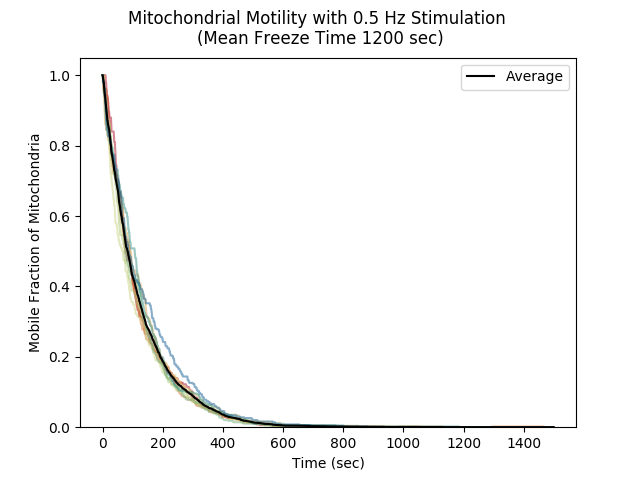 Mitochondrial Motility with 0.5 Hz Stimulation
(Mean Freeze Time 1200 sec)
Average
Mobile Fraction of Mitochondria
1.0
0.8
0.6
0.4
0.2
0.0
0 200 400 600 800 1000 1200 1400
Time (sec)